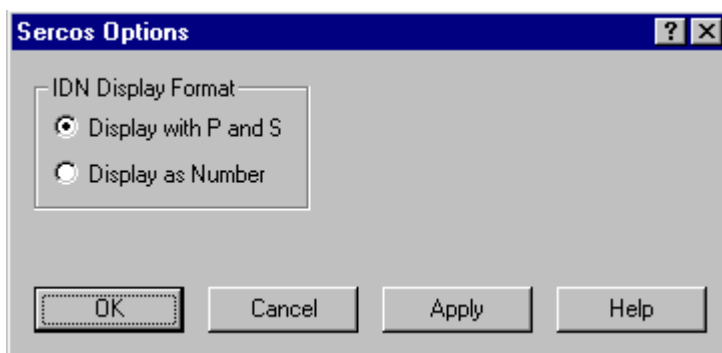 Sercos Options
IDN Display Format
Display with P and S
Display as Number
OK Cancel Apply Help